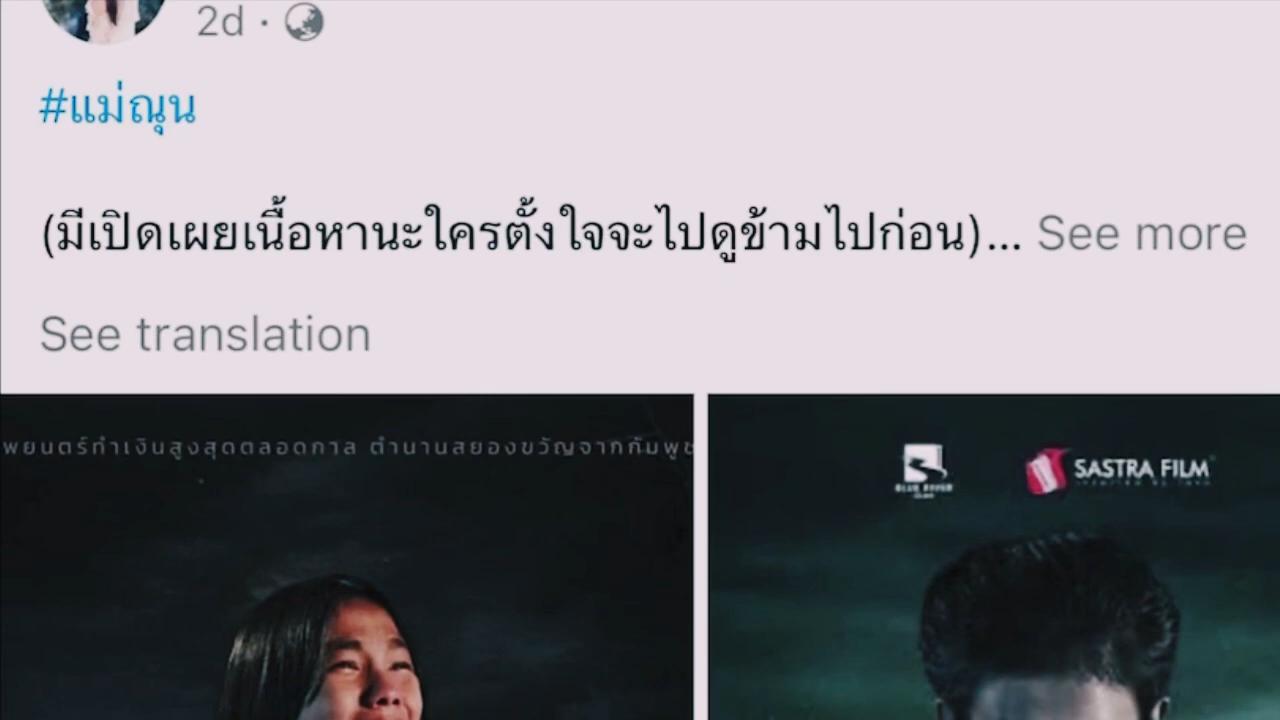 2d ·
#แม่ณุน
(มีเปิดเผยเนื้อหานะใครตั้งใจจะไปดูข้ามไปก่อน)... See more
See translation
พยนตร์ทำเงินสูงสุดตลอดกาล ตำนานสยองขวัญจากกัมพูช
BLUE RIVER
SASTRA FILM